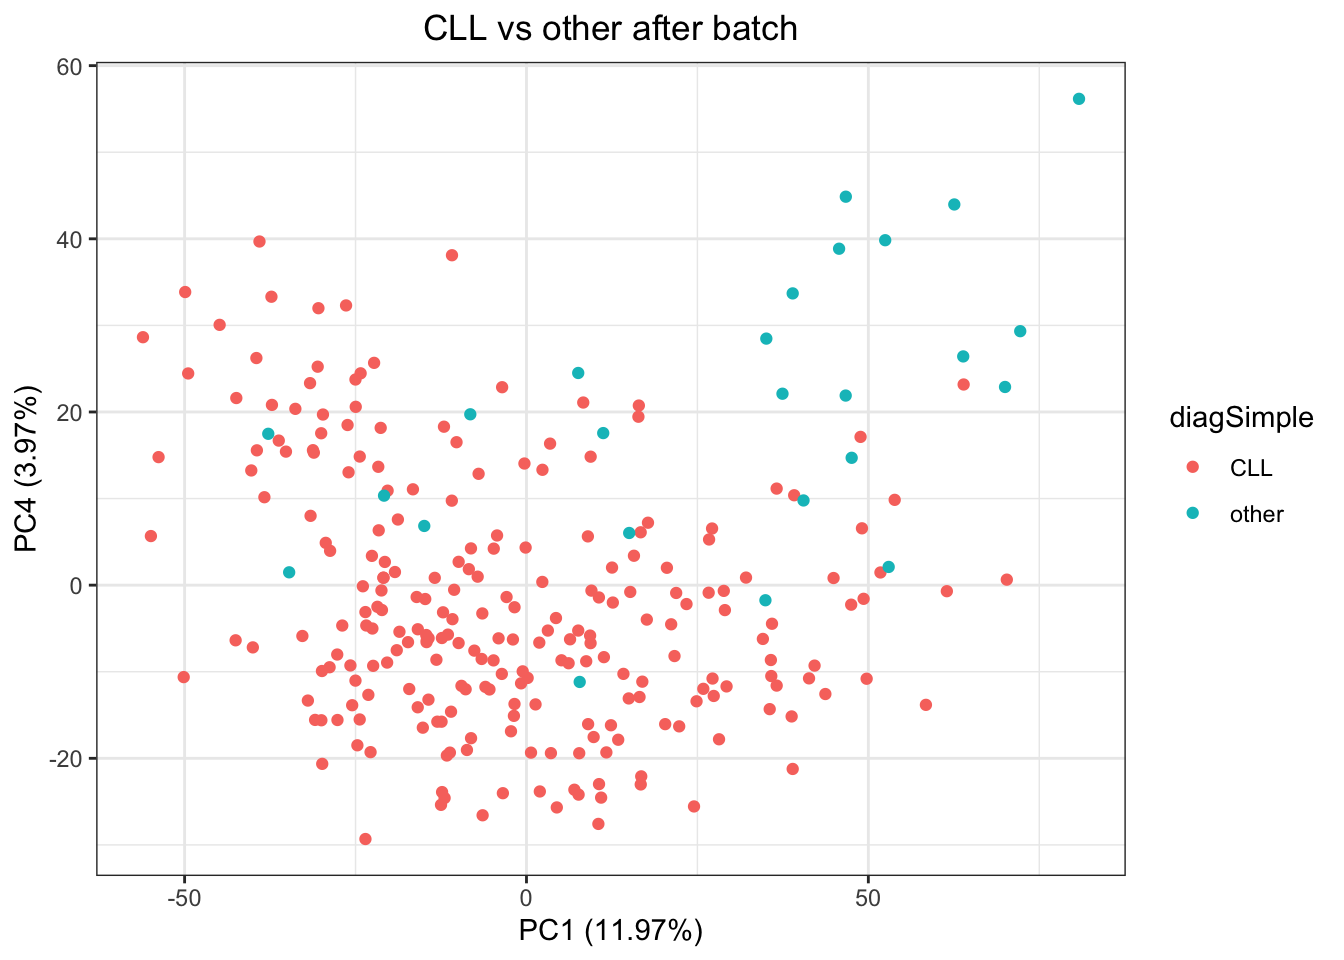 CLL vs other after batch
60
40
20
0
-20
PC4 (3.97%)
-50
0
50
PC1 (11.97%)
diagSimple
CLL
other